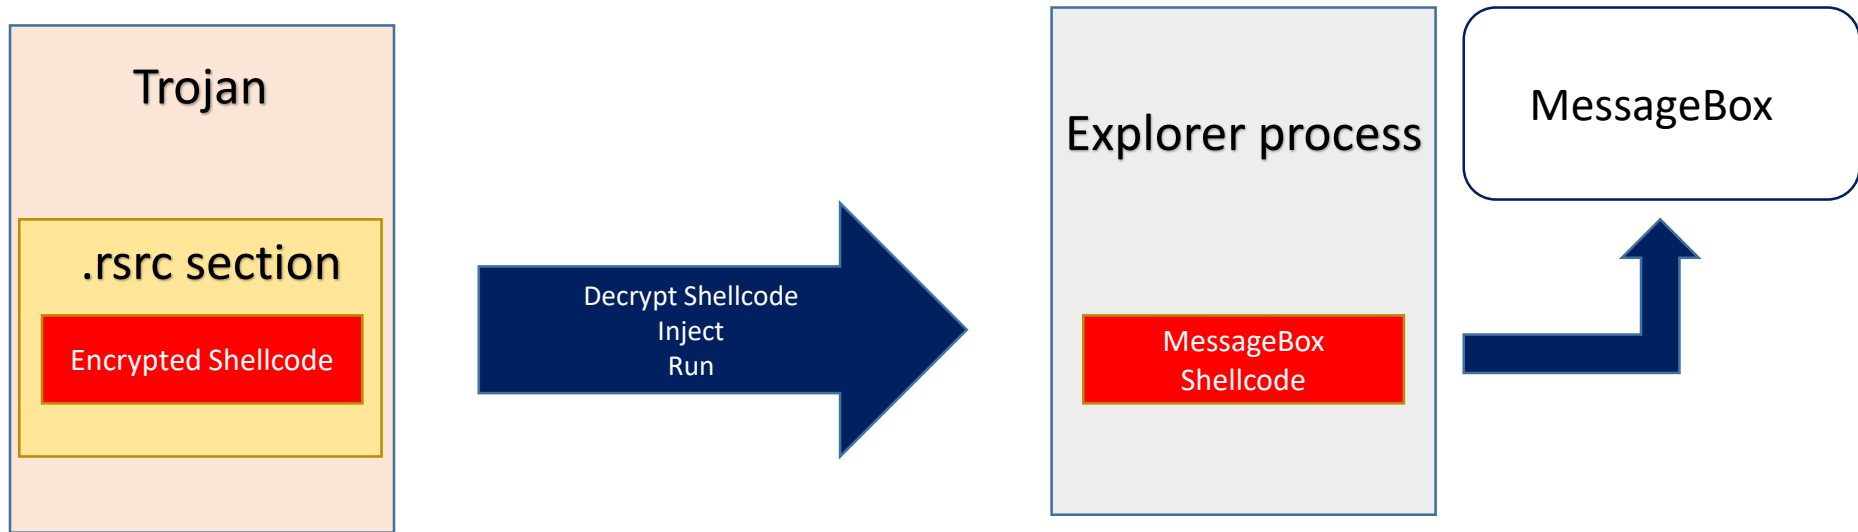 Trojan
.rsrc section
Encrypted Shellcode
Decrypt Shellcode
Inject
Run
Explorer process
MessageBox
Shellcode
MessageBox